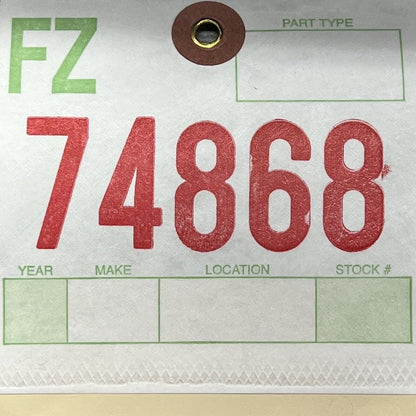 FZ
PART TYPE
74868
YEAR MAKE LOCATION STOCK #